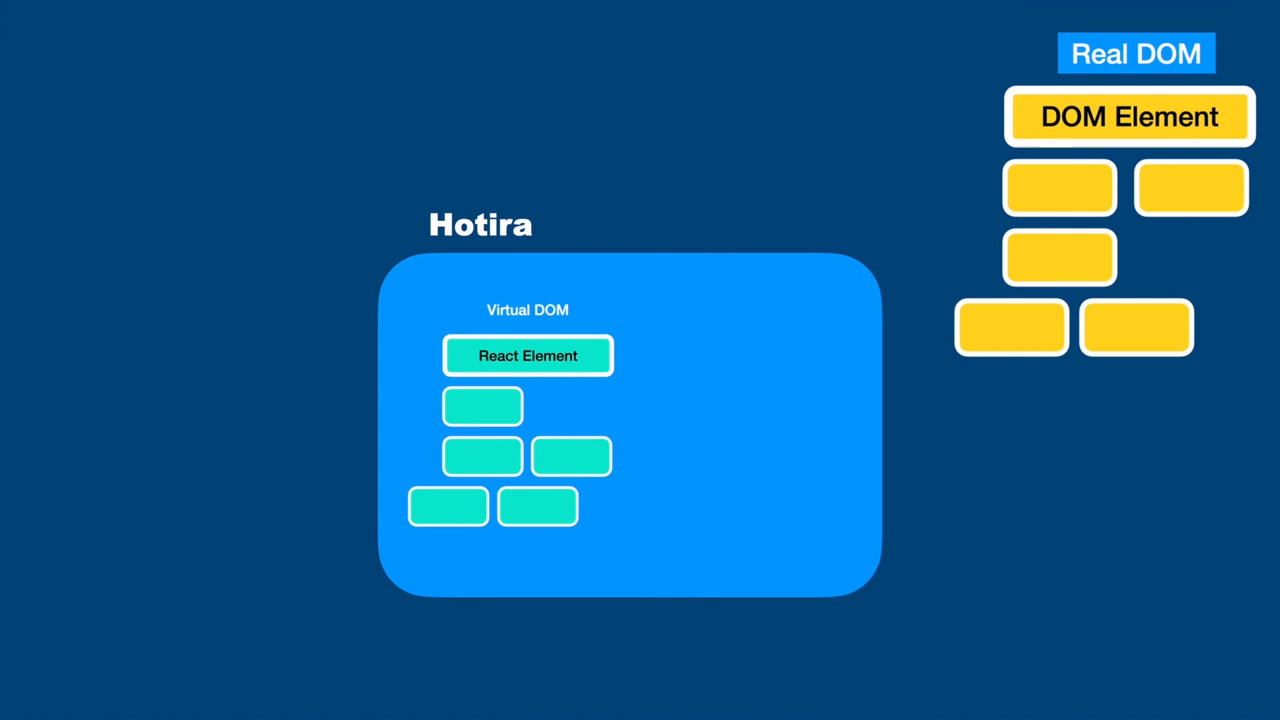 Real DOM
DOM Element
Hotira
Virtual DOM
React Element